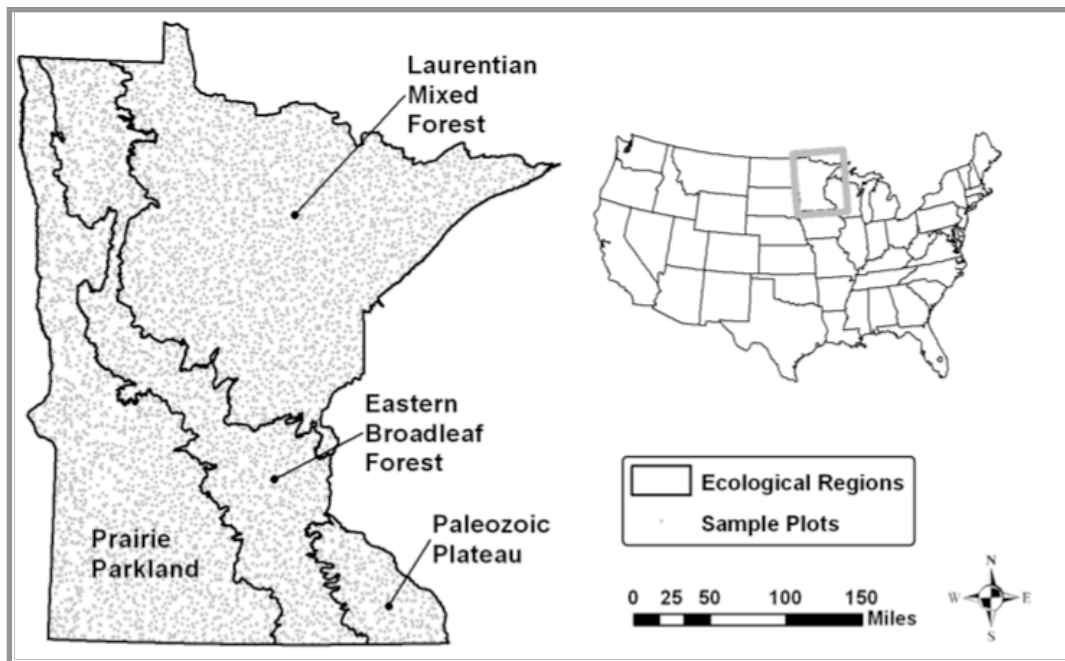 Laurentian
Mixed
Forest
Eastern
Broadleaf
Forest
Prairie
Parkland
Paleozoic
Plateau
Ecological Regions
Sample Plots
0 25 50 100 150
Miles
N
W E
S